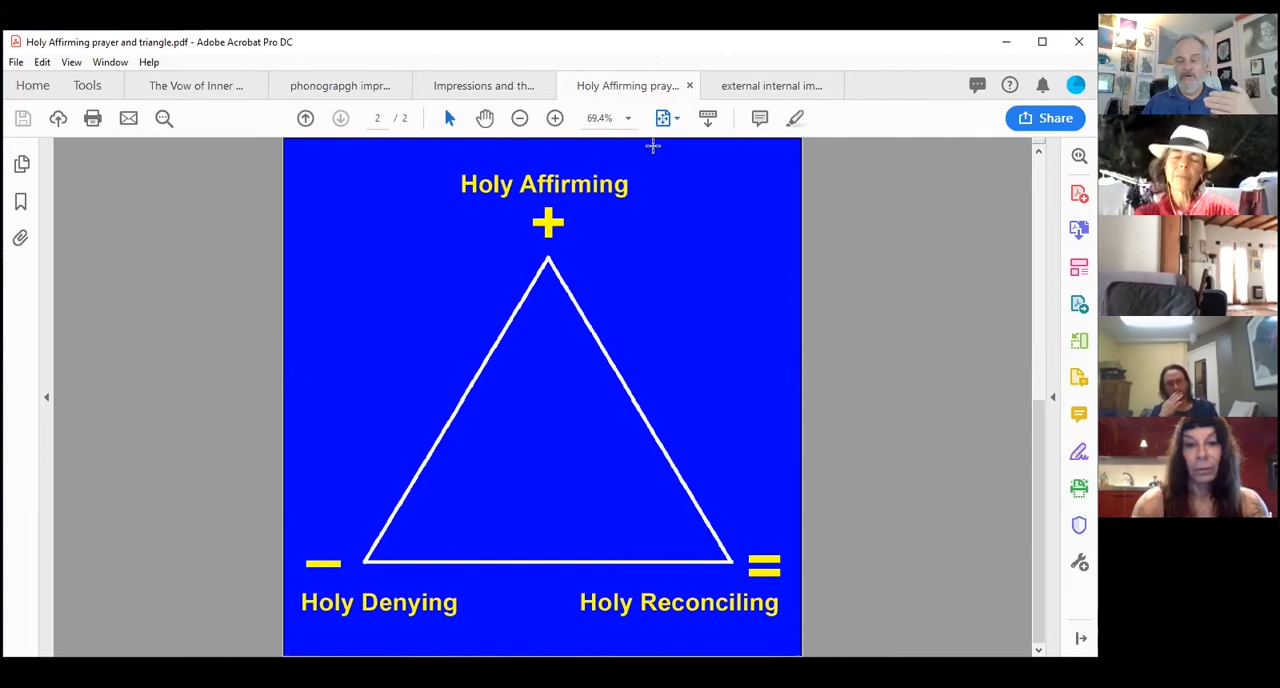 Holy Affirming prayer and triangle.pdf - Adobe Acrobat Pro DC
File Edit View Window Help
Home Tools The Vow of Inner ... phonograpgh impr... Impressions and th... Holy Affirming pray... external internal im...
2 / 2 69.4% Share
Holy Affirming
+
− =
Holy Denying Holy Reconciling